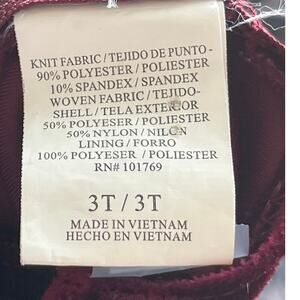 KNIT FABRIC / TEJIDO DE PUNTO -
90% POLYESTER / POLIESTER
10% SPANDEX / SPANDEX
WOVEN FABRIC / TEJIDO-
SHELL / TELA EXTERIOR
50% POLYESER / POLIESTER
50% NYLON / NILON
LINING / FORRO
100% POLYESER / POLIESTER
RN# 101769
3T / 3T
MADE IN VIETNAM
HECHO EN VIETNAM